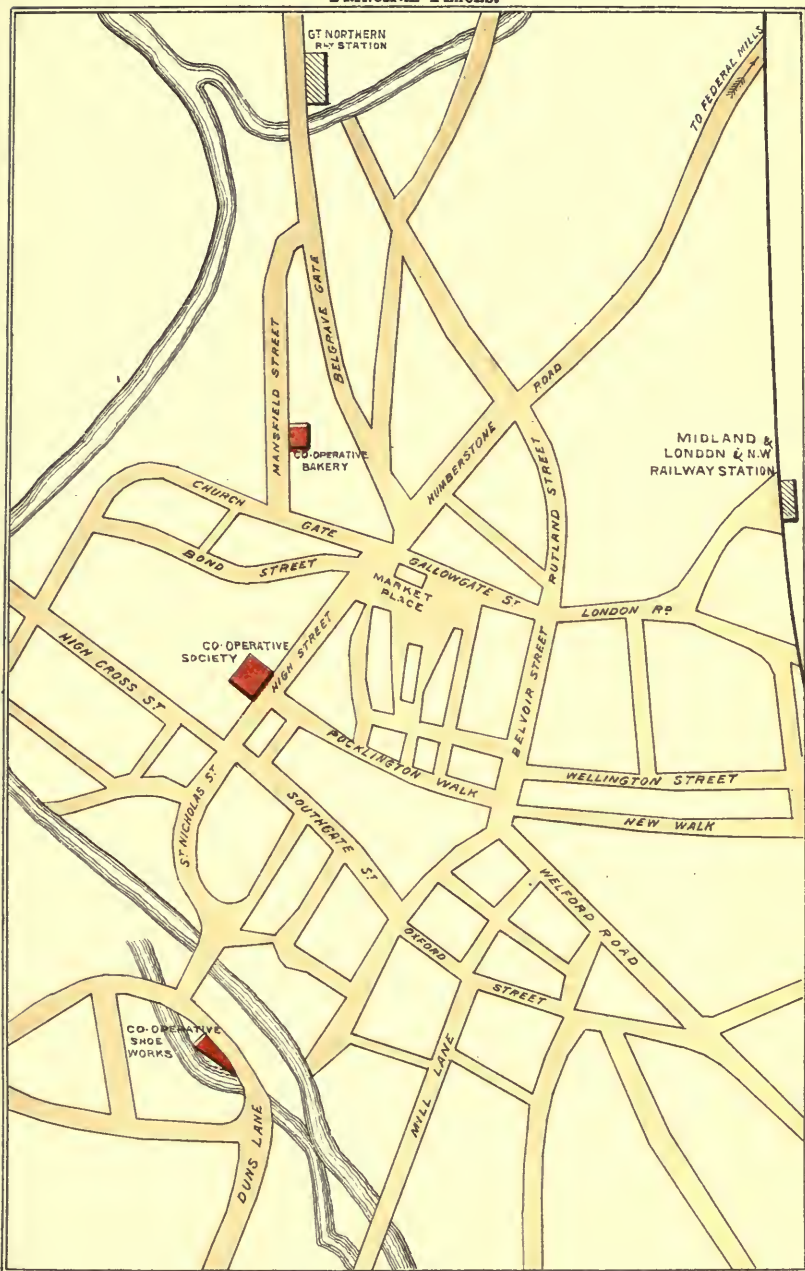 GT NORTHERN
RLY STATION
TO FEDERAL MILLS
BELGRAVE GATE
MANSFIELD STREET
CO-OPERATIVE
BAKERY
HUMBERSTONE ROAD
RUTLAND STREET
MIDLAND &
LONDON & N.W
RAILWAY STATION
CHURCH GATE
BOND STREET
GALLOWGATE ST
MARKET
PLACE
LONDON RD
HIGH STREET
CO-OPERATIVE
SOCIETY
HIGH CROSS ST
BELVOIR STREET
POCKLINGTON WALK
WELLINGTON STREET
NEW WALK
ST NICHOLAS ST
SOUTHGATE ST
WELFORD ROAD
OXFORD STREET
CO-OPERATIVE
SHOE
WORKS
MILL LANE
DUNS LANE